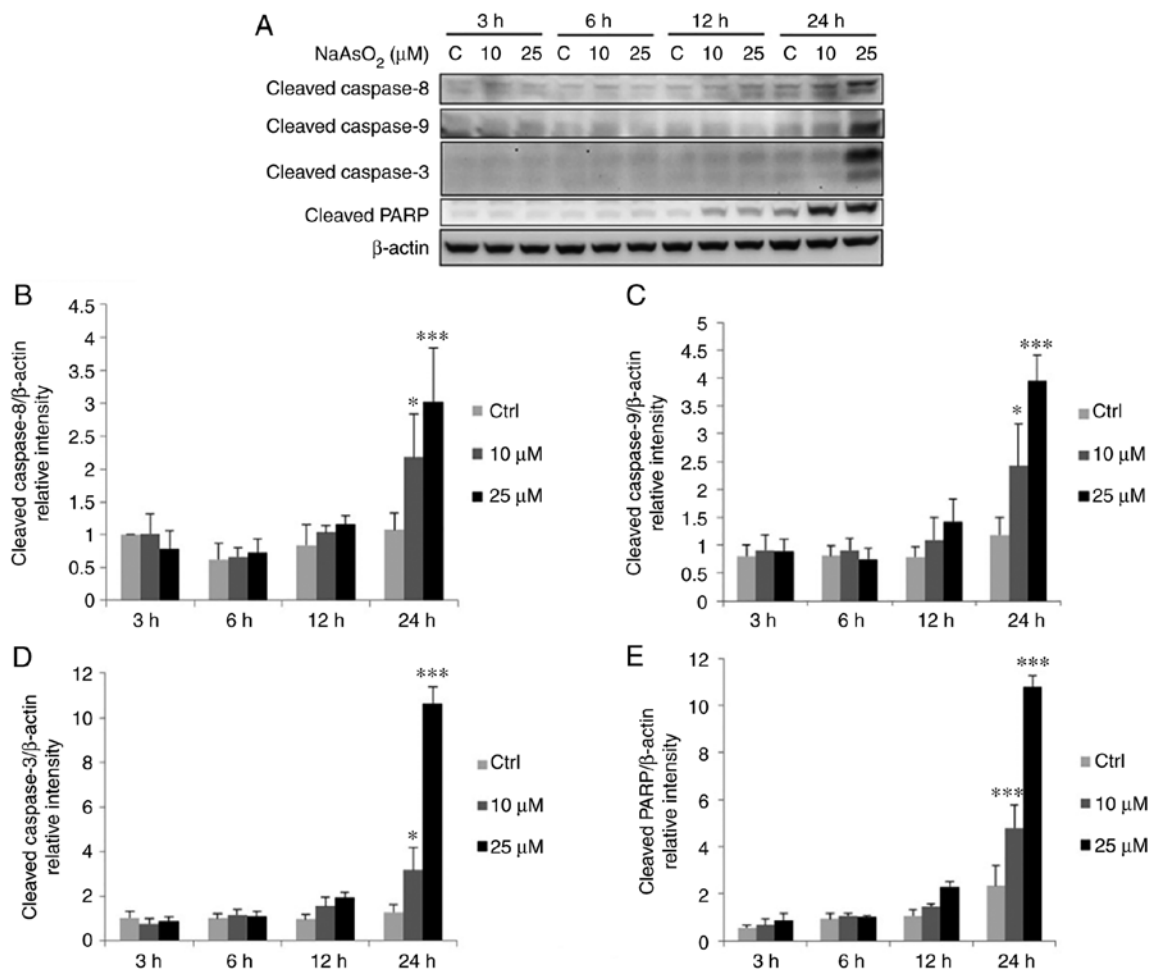 A
3 h 6 h 12 h 24 h
NaAsO₂ (μM) C 10 25 C 10 25 C 10 25 C 10 25
Cleaved caspase-8
Cleaved caspase-9
Cleaved caspase-3
Cleaved PARP
β-actin
B
Cleaved caspase-8/β-actin
relative intensity
4.5
4
3.5
3
2.5
2
1.5
1
0.5
0
* ***
3 h 6 h 12 h 24 h
Ctrl
10 μM
25 μM
C
Cleaved caspase-9/β-actin
relative intensity
5
4.5
4
3.5
3
2.5
2
1.5
1
0.5
0
* ***
3 h 6 h 12 h 24 h
Ctrl
10 μM
25 μM
D
Cleaved caspase-3/β-actin
relative intensity
12
10
8
6
4
2
0
* ***
3 h 6 h 12 h 24 h
Ctrl
10 μM
25 μM
E
Cleaved PARP/β-actin
relative intensity
12
10
8
6
4
2
0
*** ***
3 h 6 h 12 h 24 h
Ctrl
10 μM
25 μM